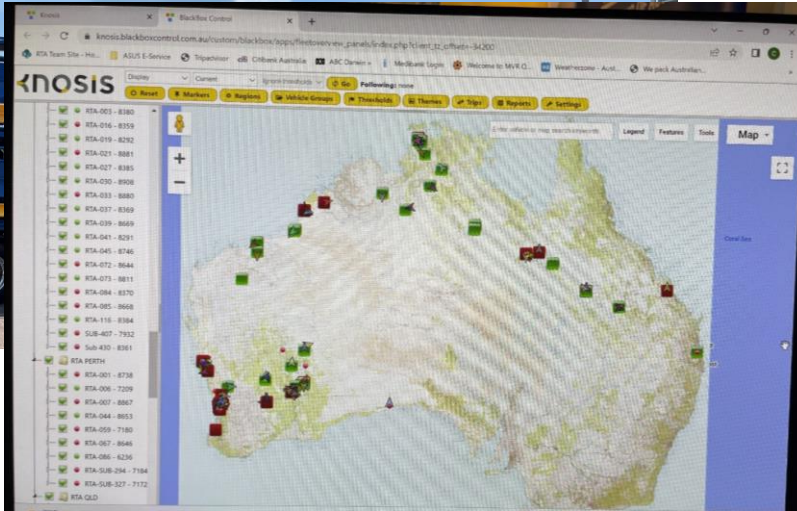 Knosis
BlackBox Control
knosis.blackboxcontrol.com.au/custom/blackbox/apps/fleetoverview_panels/index.php?client_tz_offset=-34200
RTA Team Site - Ho...
ASUS E-Service
Tripadvisor
Citibank Australia
ABC Darwin
Medibank Login
Welcome to MVR O...
Weatherzone - Aust...
We pack Australian...
KNOSIS
Display
Current
Ignore thresholds
Go
Following: none
Reset
Markers
Regions
Vehicle Groups
Thresholds
Themes
Trips
Reports
Settings
Enter vehicle or map search keywords
Legend
Features
Tools
Map
RTA-003 - 8380
RTA-016 - 8359
RTA-019 - 8292
RTA-021 - 8881
RTA-027 - 8385
RTA-030 - 8908
RTA-033 - 8880
RTA-037 - 8369
RTA-039 - 8669
RTA-041 - 8291
RTA-045 - 8746
RTA-072 - 8644
RTA-073 - 8811
RTA-084 - 8370
RTA-085 - 8668
RTA-116 - 8384
SUB-407 - 7932
Sub 430 - 8361
RTA PERTH
RTA-001 - 8738
RTA-006 - 7209
RTA-007 - 8867
RTA-044 - 8653
RTA-059 - 7180
RTA-067 - 8646
RTA-086 - 6236
RTA-SUB-294 - 7184
RTA-SUB-327 - 7172
RTA QLD
Coral Sea